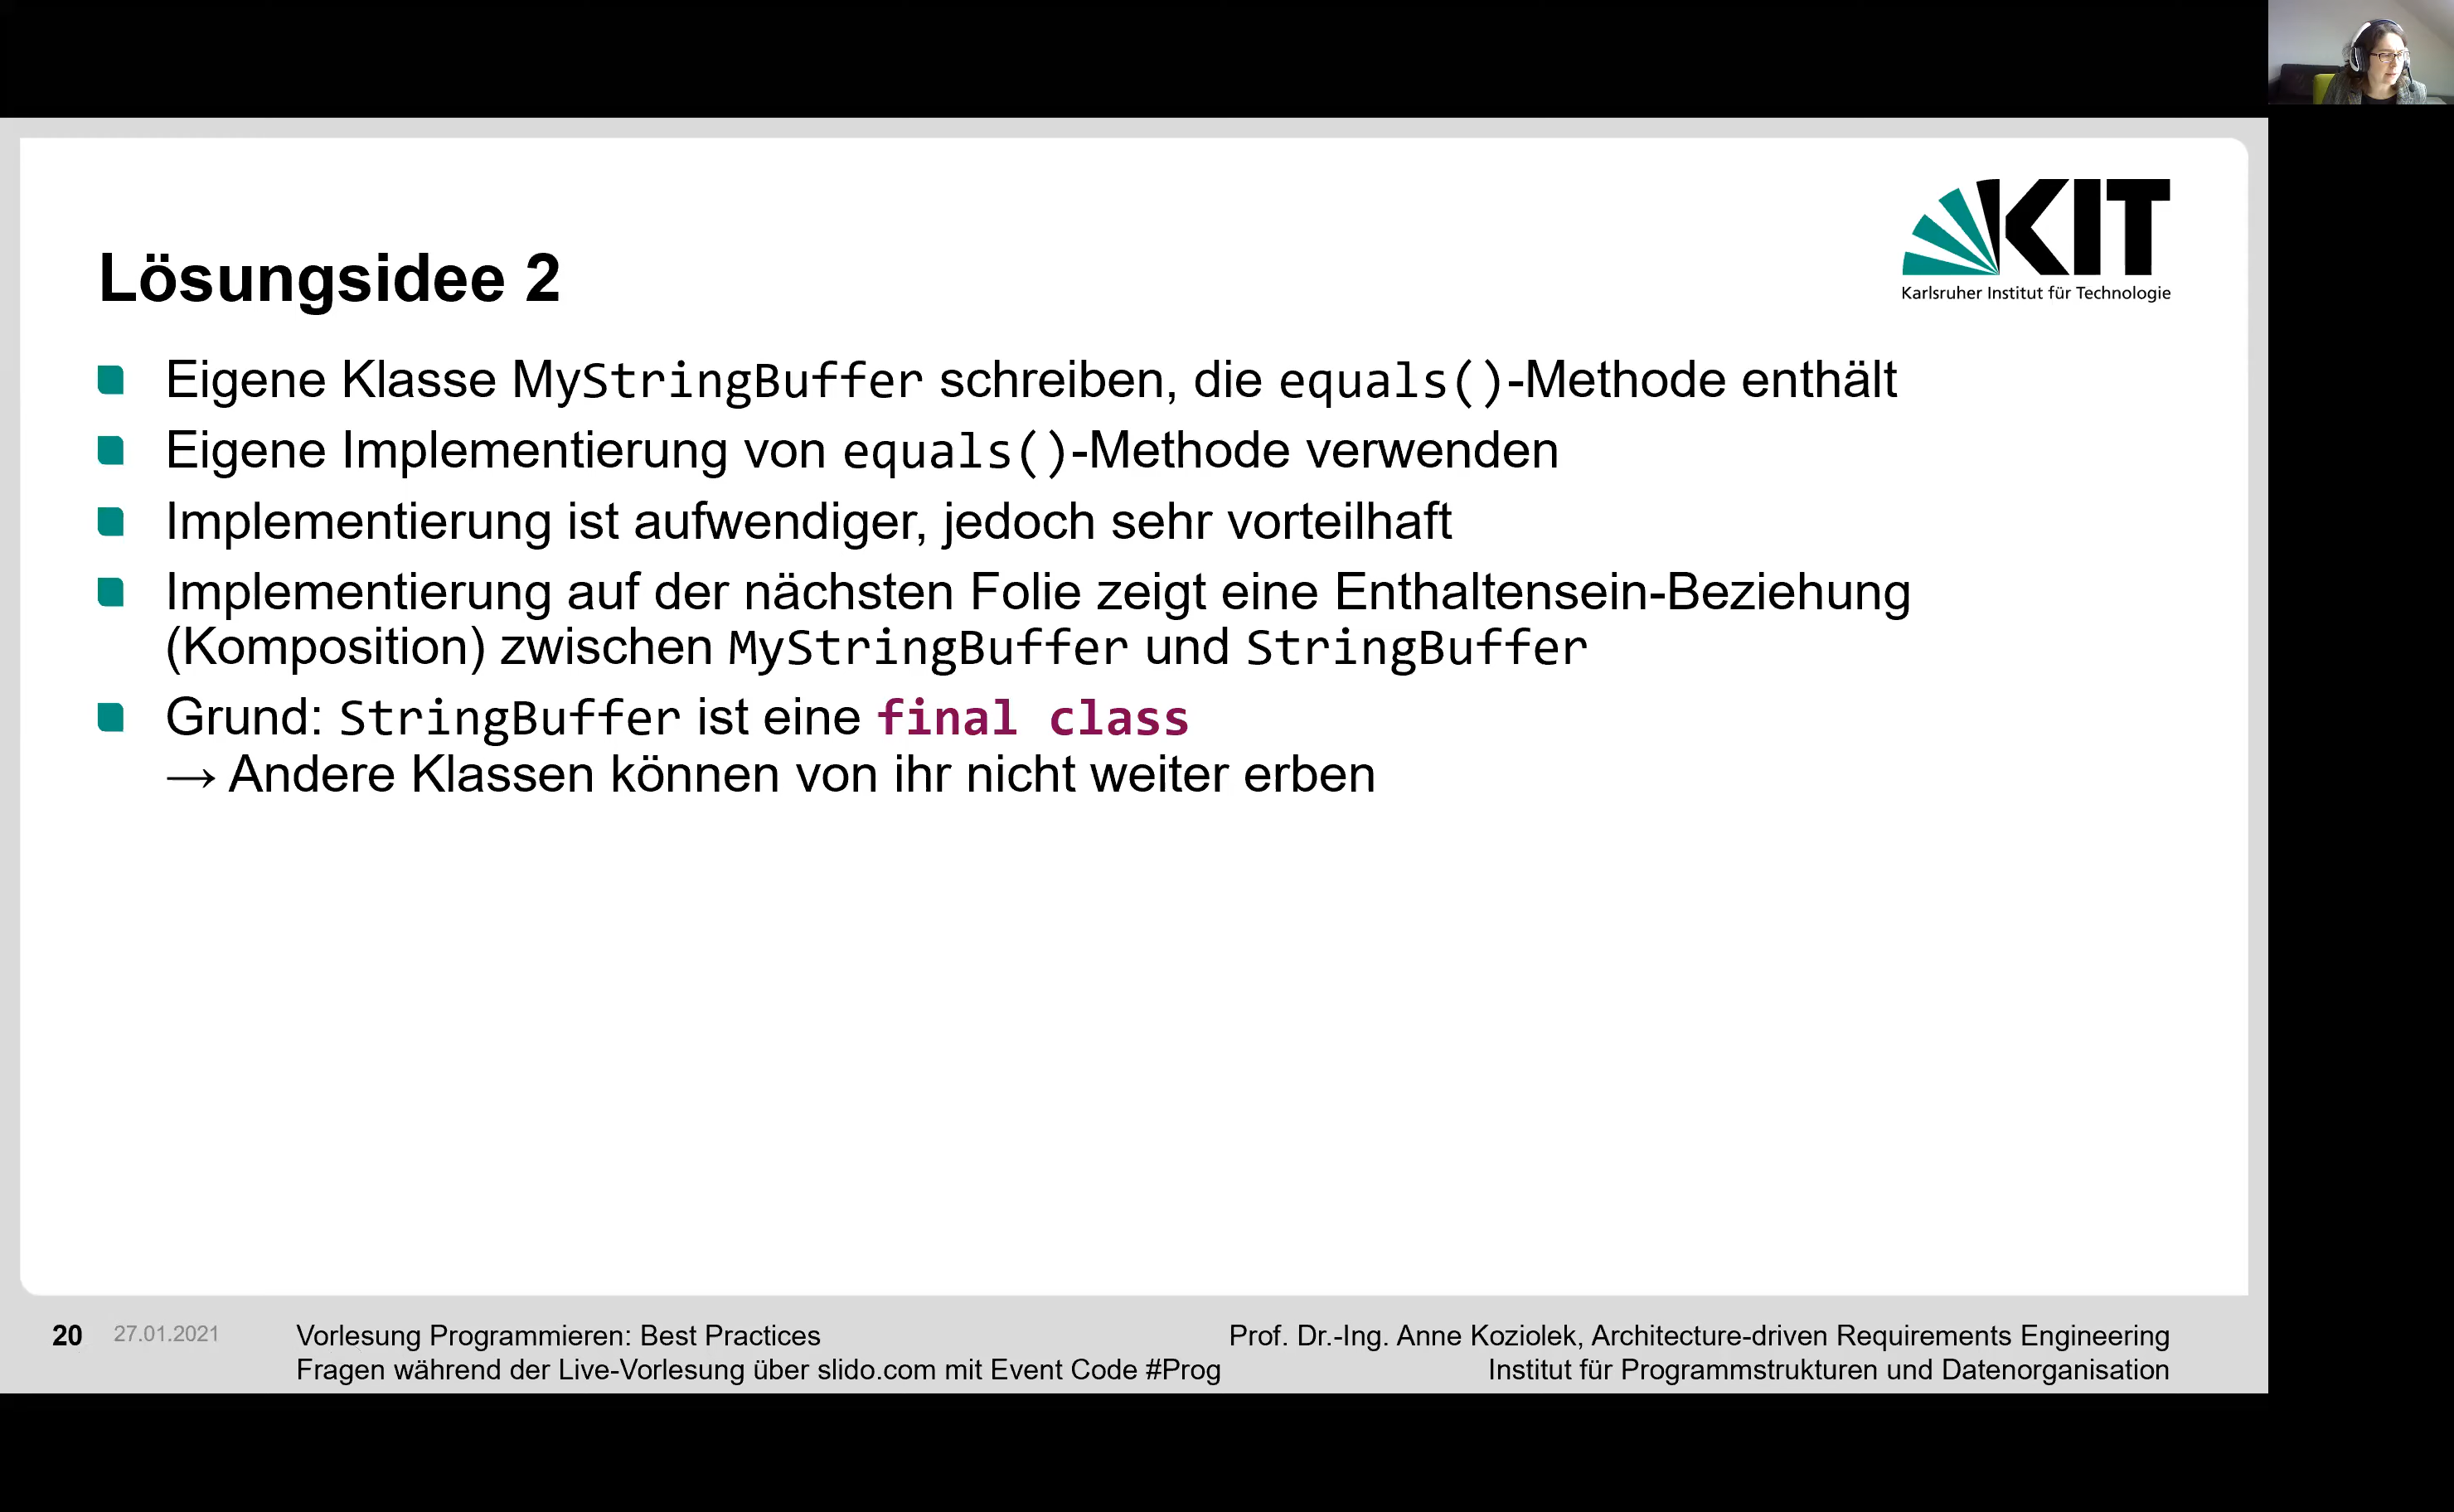 KIT
Karlsruher Institut für Technologie
Lösungsidee 2
Eigene Klasse MyStringBuffer schreiben, die equals()-Methode enthält
Eigene Implementierung von equals()-Methode verwenden
Implementierung ist aufwendiger, jedoch sehr vorteilhaft
Implementierung auf der nächsten Folie zeigt eine Enthaltensein-Beziehung
(Komposition) zwischen MyStringBuffer und StringBuffer
Grund: StringBuffer ist eine final class
→ Andere Klassen können von ihr nicht weiter erben
20 27.01.2021
Vorlesung Programmieren: Best Practices
Fragen während der Live-Vorlesung über slido.com mit Event Code #Prog
Prof. Dr.-Ing. Anne Koziolek, Architecture-driven Requirements Engineering
Institut für Programmstrukturen und Datenorganisation